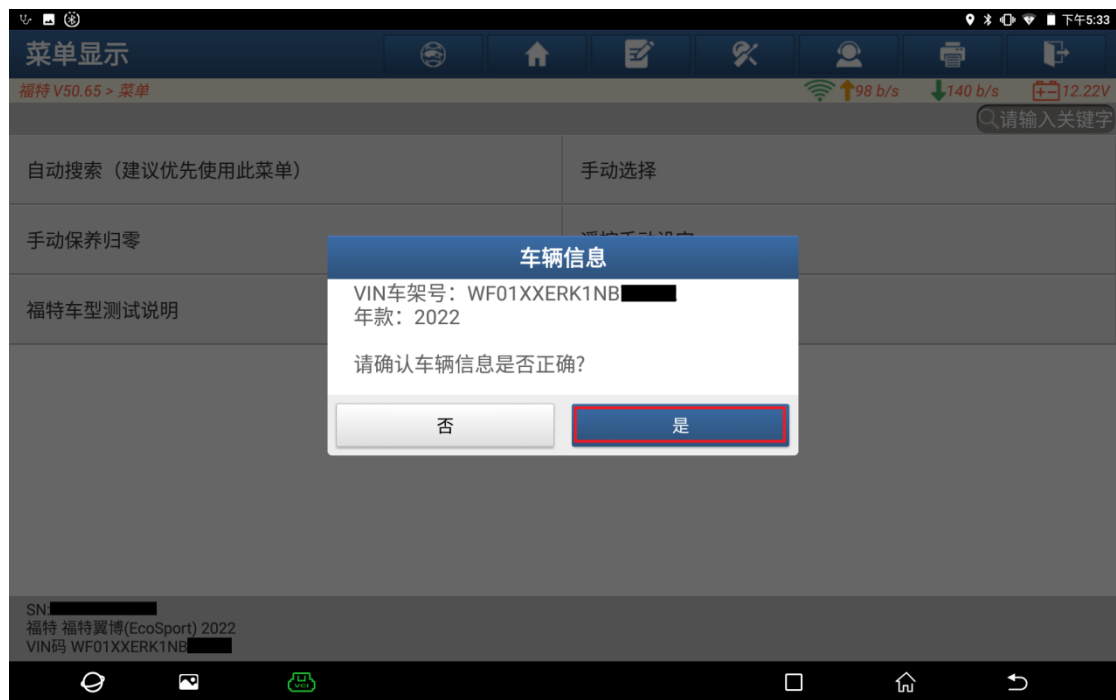 下午5:33
菜单显示
福特 V50.65 > 菜单
98 b/s
140 b/s
12.22V
请输入关键字
自动搜索（建议优先使用此菜单）
手动选择
手动保养归零
福特车型测试说明
车辆信息
VIN车架号：WF01XXERK1NB
年款：2022
请确认车辆信息是否正确?
否
是
SN:
福特 福特翼博(EcoSport) 2022
VIN码 WF01XXERK1NB
VCI